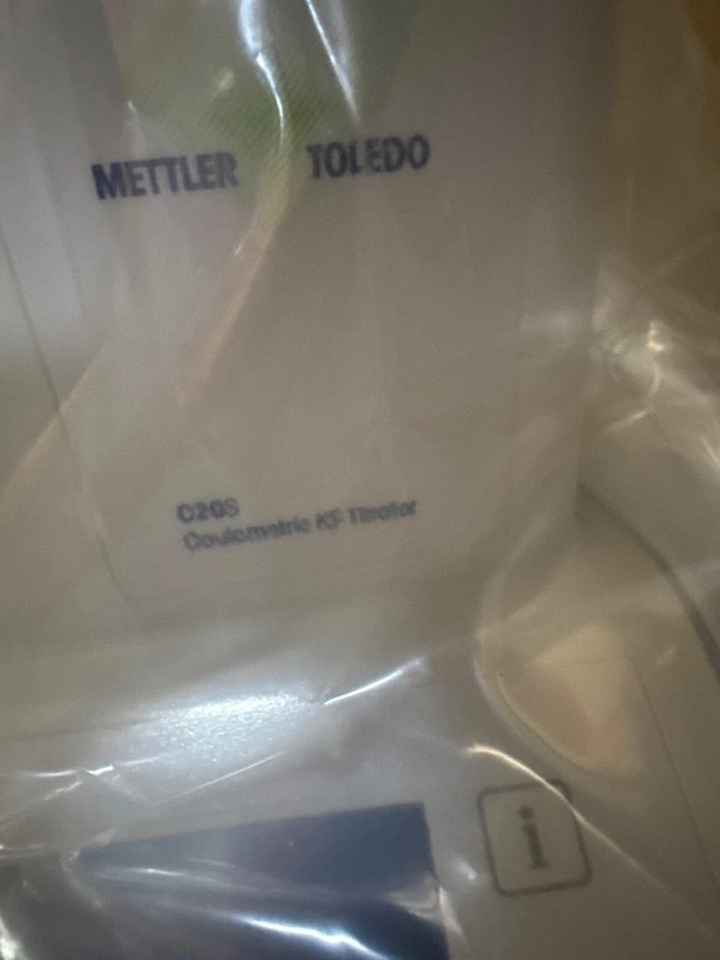 METTLER TOLEDO
C20S
Coulometric KF Titrator
i